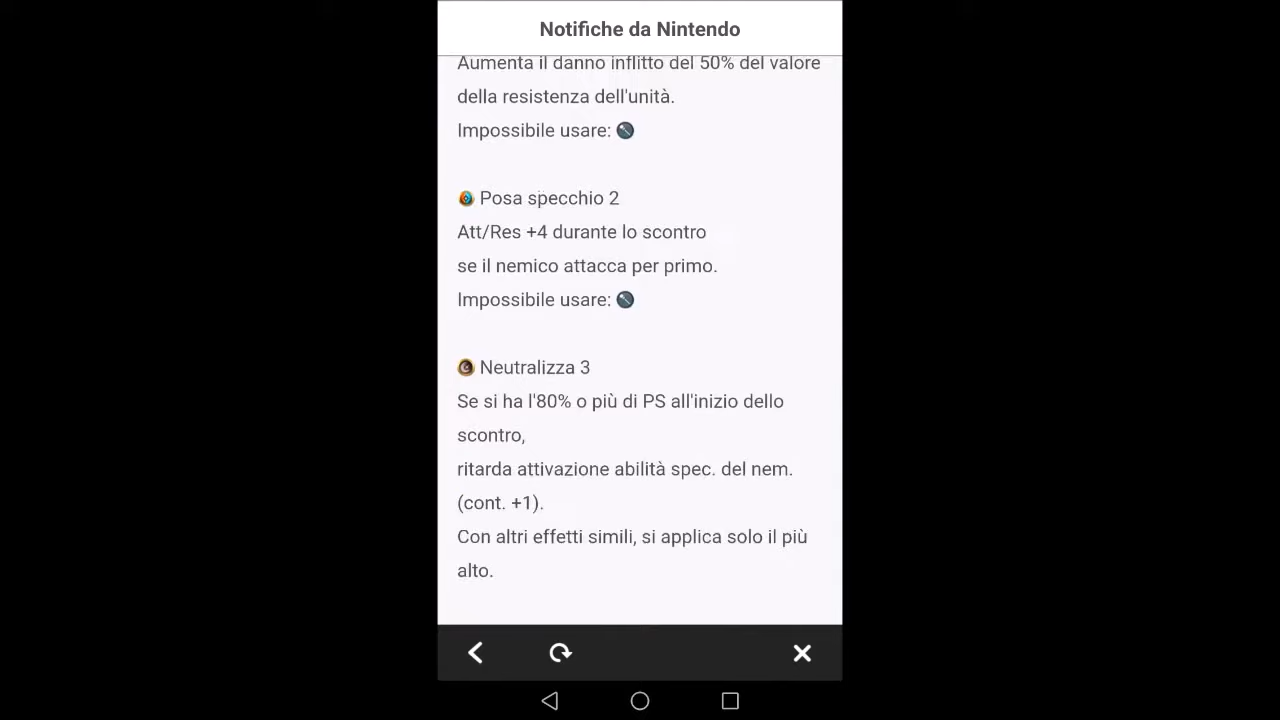 Notifiche da Nintendo
Aumenta il danno inflitto del 50% del valore
della resistenza dell'unità.
Impossibile usare:
Posa specchio 2
Att/Res +4 durante lo scontro
se il nemico attacca per primo.
Impossibile usare:
Neutralizza 3
Se si ha l'80% o più di PS all'inizio dello
scontro,
ritarda attivazione abilità spec. del nem.
(cont. +1).
Con altri effetti simili, si applica solo il più
alto.